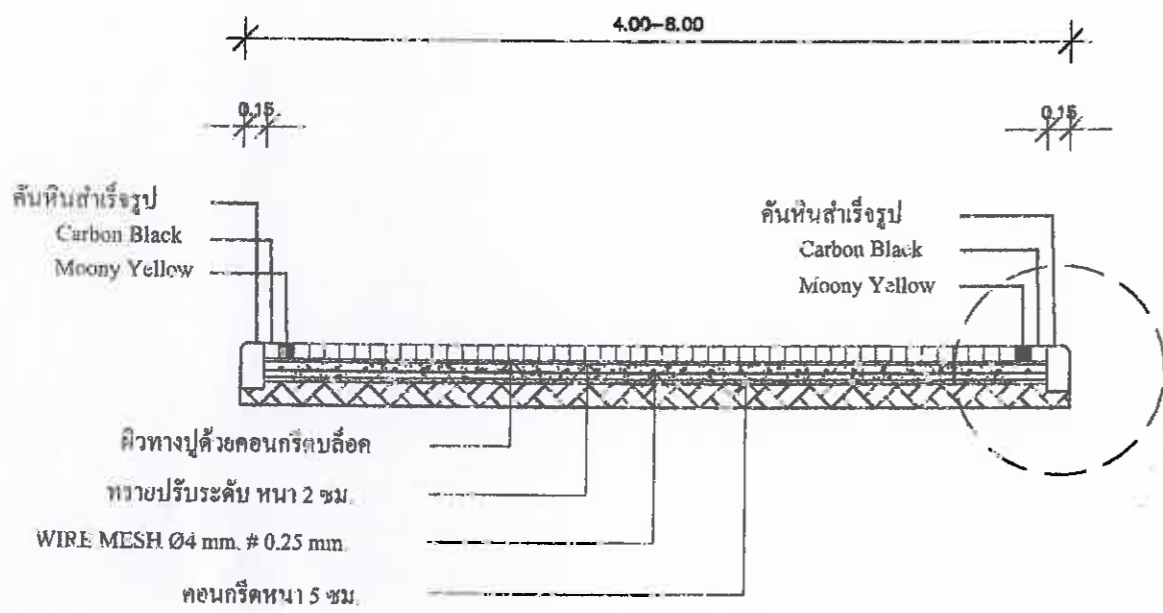 4.00-8.00
0.15
0.15
คันหินสำเร็จรูป
Carbon Black
Moony Yellow
คันหินสำเร็จรูป
Carbon Black
Moony Yellow
ผิวทางปูด้วยคอนกรีตบล็อค
ทรายปรับระดับ หนา 2 ซม.
WIRE MESH Ø4 mm. # 0.25 mm.
คอนกรีตหนา 5 ซม.